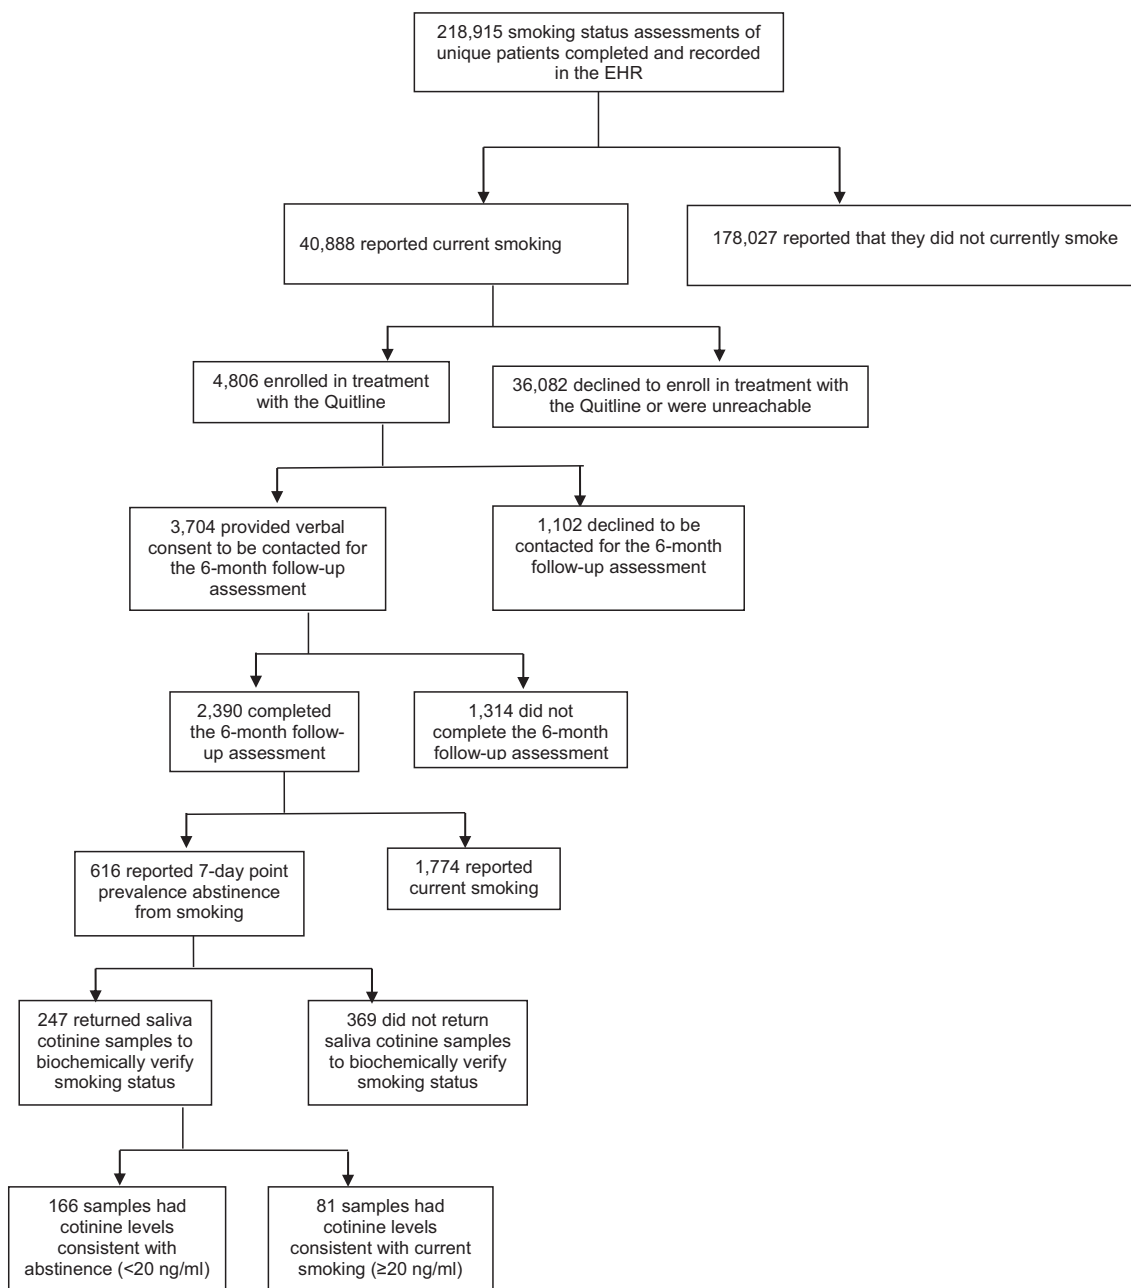 218,915 smoking status assessments of
unique patients completed and recorded
in the EHR
40,888 reported current smoking
178,027 reported that they did not currently smoke
4,806 enrolled in treatment
with the Quitline
36,082 declined to enroll in treatment with
the Quitline or were unreachable
3,704 provided verbal
consent to be contacted for
the 6-month follow-up
assessment
1,102 declined to be
contacted for the 6-month
follow-up assessment
2,390 completed
the 6-month follow-
up assessment
1,314 did not
complete the 6-month
follow-up assessment
616 reported 7-day point
prevalence abstinence
from smoking
1,774 reported
current smoking
247 returned saliva
cotinine samples to
biochemically verify
smoking status
369 did not return
saliva cotinine samples
to biochemically verify
smoking status
166 samples had
cotinine levels
consistent with
abstinence (<20 ng/ml)
81 samples had
cotinine levels
consistent with current
smoking (≥20 ng/ml)